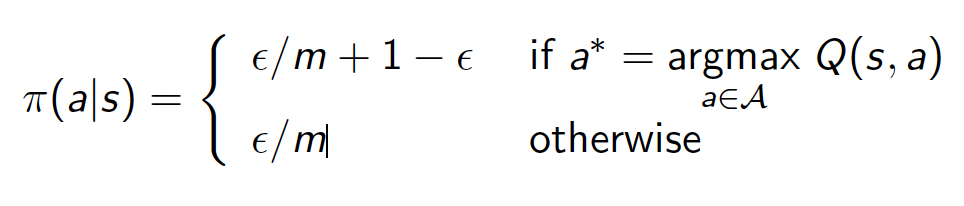 ϵ/m + 1 − ϵ if a* = argmax Q(s, a)
π(a|s) = { a∈𝒜
ϵ/m otherwise